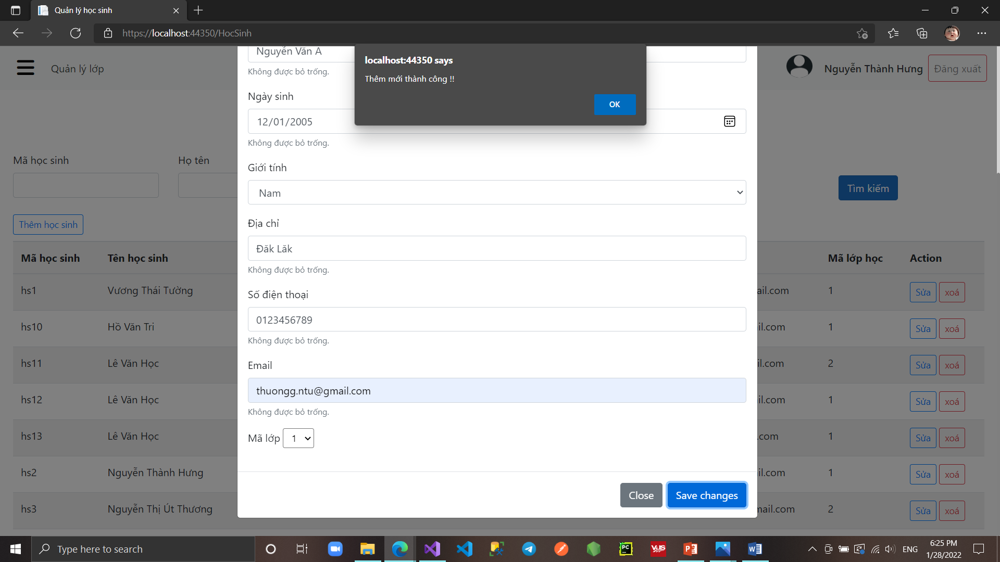 Quản lý học sinh
https://localhost:44350/HocSinh
Quản lý lớp
Nguyễn Thành Hưng
Đăng xuất
localhost:44350 says
Thêm mới thành công !!
OK
Nguyễn Văn A
Không được bỏ trống.
Ngày sinh
12/01/2005
Không được bỏ trống.
Giới tính
Nam
Địa chỉ
Đăk Lăk
Không được bỏ trống.
Số điện thoại
0123456789
Không được bỏ trống.
Email
thuongg.ntu@gmail.com
Không được bỏ trống.
Mã lớp 1
Close
Save changes
Mã học sinh
Họ tên
Tìm kiếm
Thêm học sinh
Mã học sinh Tên học sinh Mã lớp học Action
hs1 Vương Thái Tường ail.com 1 Sửa xoá
hs10 Hồ Văn Tri il.com 1 Sửa xoá
hs11 Lê Văn Học il.com 2 Sửa xoá
hs12 Lê Văn Học il.com 1 Sửa xoá
hs13 Lê Văn Học .com 1 Sửa xoá
hs2 Nguyễn Thành Hưng il.com 1 Sửa xoá
hs3 Nguyễn Thị Út Thương mail.com 2 Sửa xoá
Type here to search
PC
VUS
ENG
6:25 PM
1/28/2022